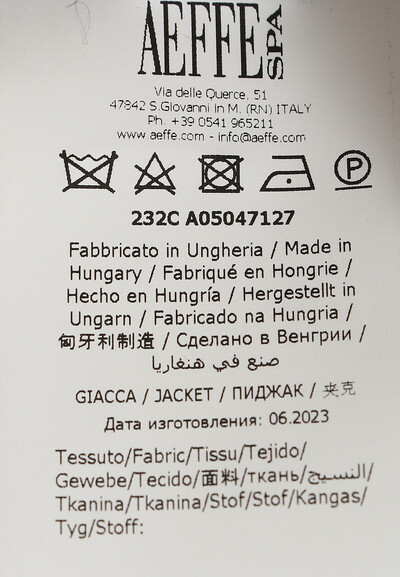 AEFFE SPA
Via delle Querce, 51
47842 S.Giovanni in M. (RN) ITALY
Ph. +39 0541 965211
www.aeffe.com - info@aeffe.com
P
232C A05047127
Fabbricato in Ungheria / Made in
Hungary / Fabriqué en Hongrie /
Hecho en Hungría / Hergestellt in
Ungarn / Fabricado na Hungria /
匈牙利制造 / Сделано в Венгрии /
صنع في هنغاريا
GIACCA / JACKET / ПИДЖАК / 夹克
Дата изготовления: 06.2023
Tessuto/Fabric/Tissu/Tejido/
Gewebe/Tecido/面料/ткань/النسيج/
Tkanina/Tkanina/Stof/Stof/Kangas/
Tyg/Stoff: